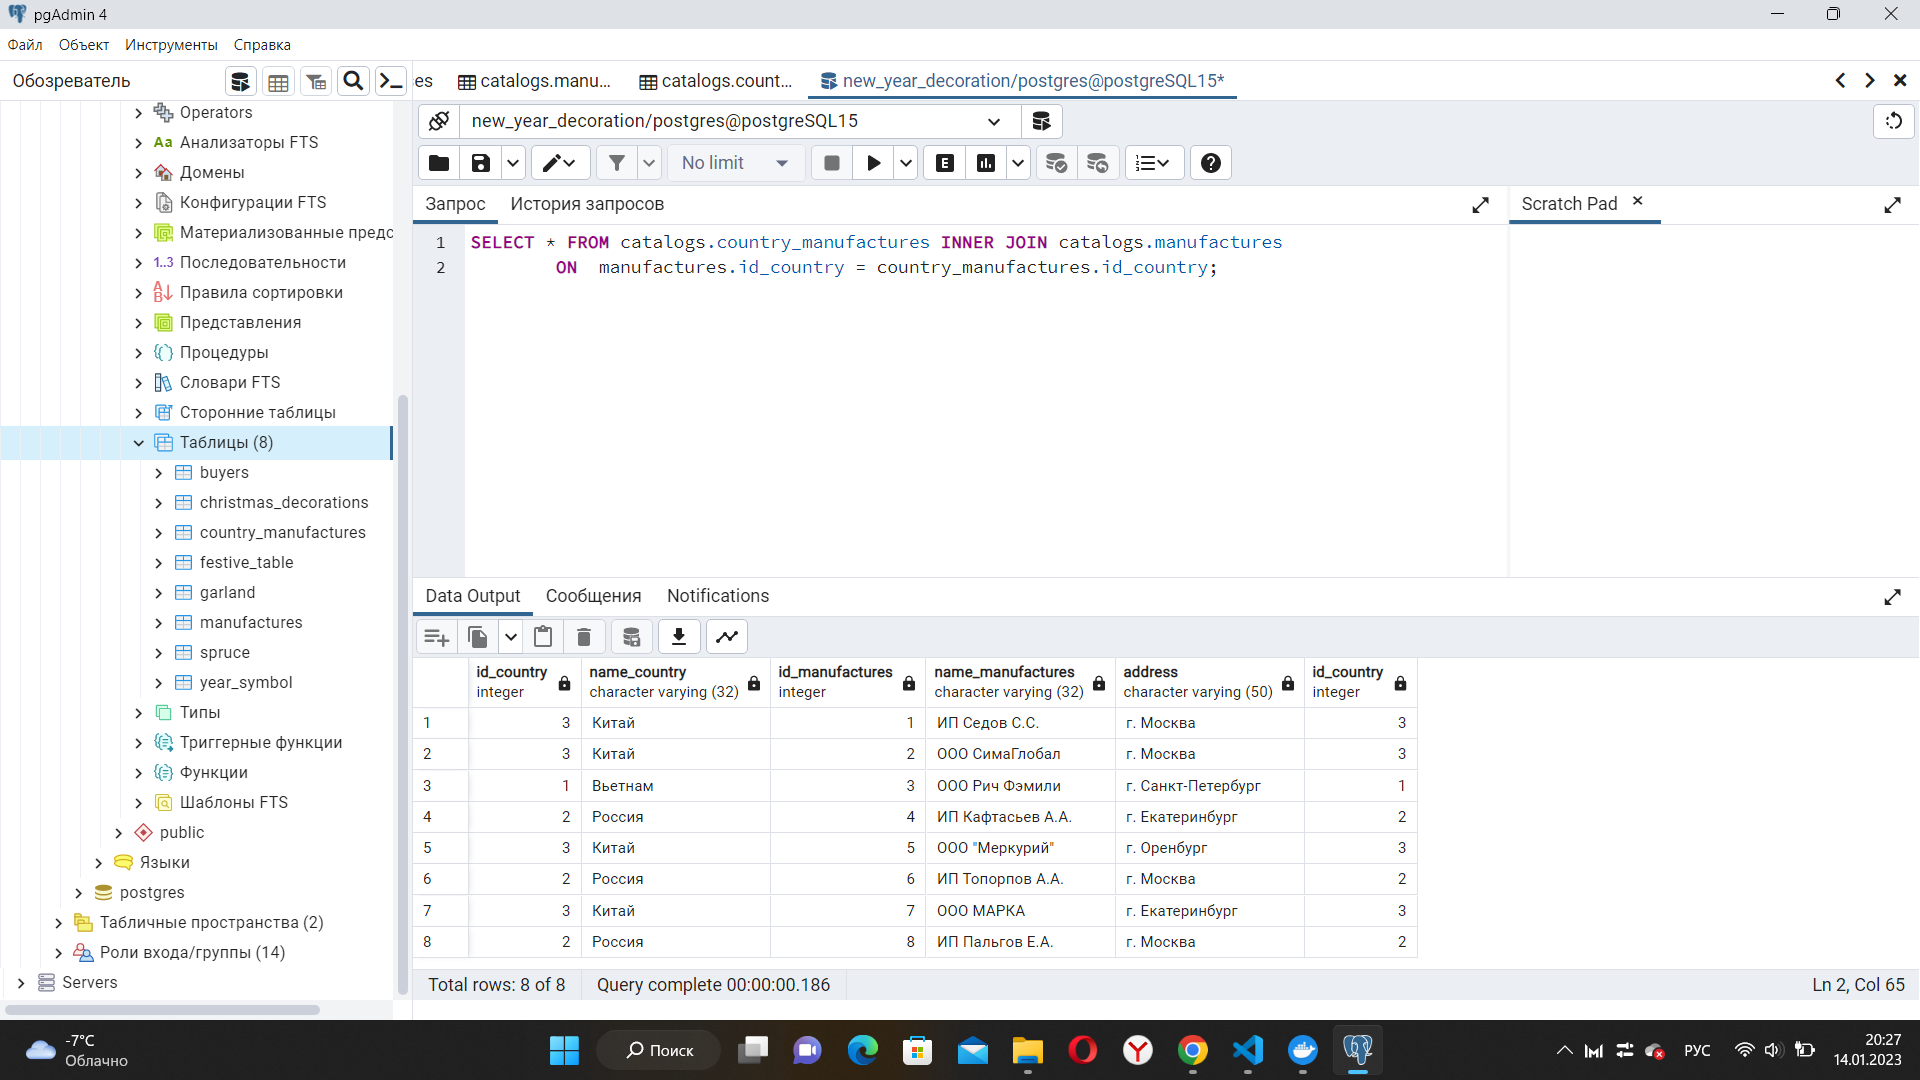 pgAdmin 4
Файл Объект Инструменты Справка
Обозреватель
es catalogs.manu... catalogs.count... new_year_decoration/postgres@postgreSQL15*
new_year_decoration/postgres@postgreSQL15
No limit
Operators
Aa Анализаторы FTS
Домены
Конфигурации FTS
Материализованные предс
1..3 Последовательности
Правила сортировки
Представления
Процедуры
Словари FTS
Сторонние таблицы
Таблицы (8)
buyers
christmas_decorations
country_manufactures
festive_table
garland
manufactures
spruce
year_symbol
Типы
Триггерные функции
Функции
Шаблоны FTS
public
Языки
postgres
Табличные пространства (2)
Роли входа/группы (14)
Servers
Запрос История запросов
Scratch Pad
1 SELECT * FROM catalogs.country_manufactures INNER JOIN catalogs.manufactures
2 ON manufactures.id_country = country_manufactures.id_country;
Data Output Сообщения Notifications
id_country name_country id_manufactures name_manufactures address id_country
integer character varying (32) integer character varying (32) character varying (50) integer
1 3 Китай 1 ИП Седов С.С. г. Москва 3
2 3 Китай 2 ООО СимаГлобал г. Москва 3
3 1 Вьетнам 3 ООО Рич Фэмили г. Санкт-Петербург 1
4 2 Россия 4 ИП Кафтасьев А.А. г. Екатеринбург 2
5 3 Китай 5 ООО "Меркурий" г. Оренбург 3
6 2 Россия 6 ИП Топорпов А.А. г. Москва 2
7 3 Китай 7 ООО МАРКА г. Екатеринбург 3
8 2 Россия 8 ИП Пальгов Е.А. г. Москва 2
Total rows: 8 of 8 Query complete 00:00:00.186 Ln 2, Col 65
-7°C
Облачно
Поиск
РУС
20:27
14.01.2023